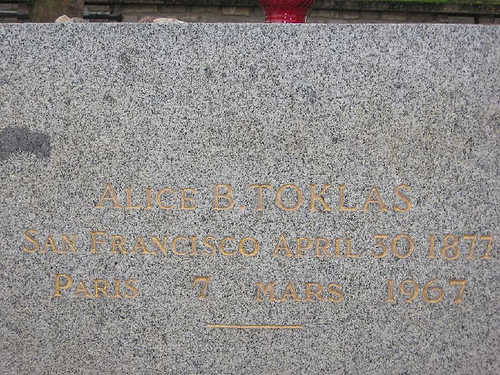 ALICE B. TOKLAS
SAN FRANCISCO APRIL 30 1877
PARIS 7 MARS 1967